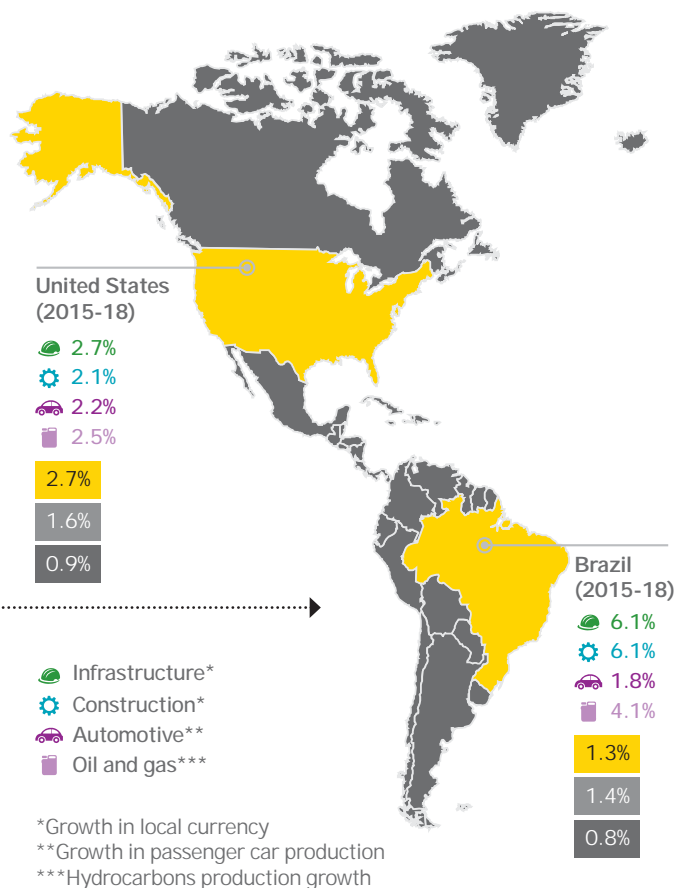 United States
(2015-18)
2.7%
2.1%
2.2%
2.5%
2.7%
1.6%
0.9%
Brazil
(2015-18)
6.1%
6.1%
1.8%
4.1%
1.3%
1.4%
0.8%
Infrastructure*
Construction*
Automotive**
Oil and gas***
*Growth in local currency
**Growth in passenger car production
***Hydrocarbons production growth